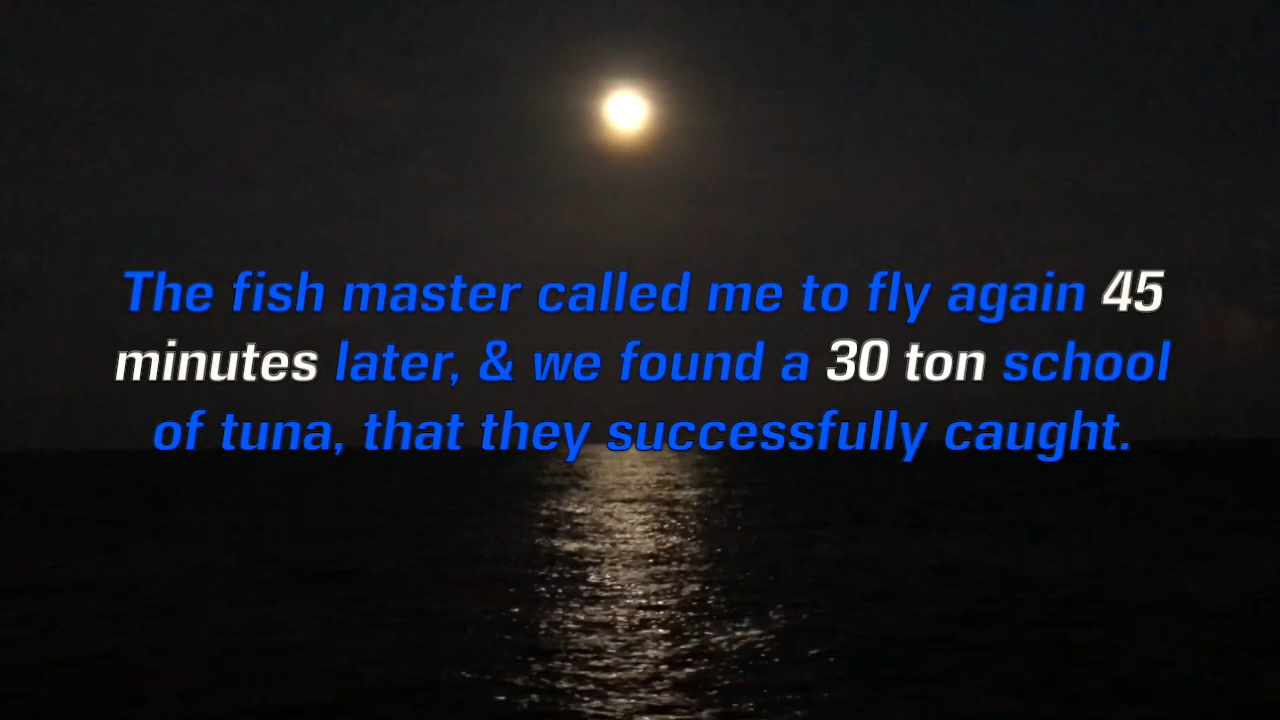 The fish master called me to fly again 45
minutes later, & we found a 30 ton school
of tuna, that they successfully caught.